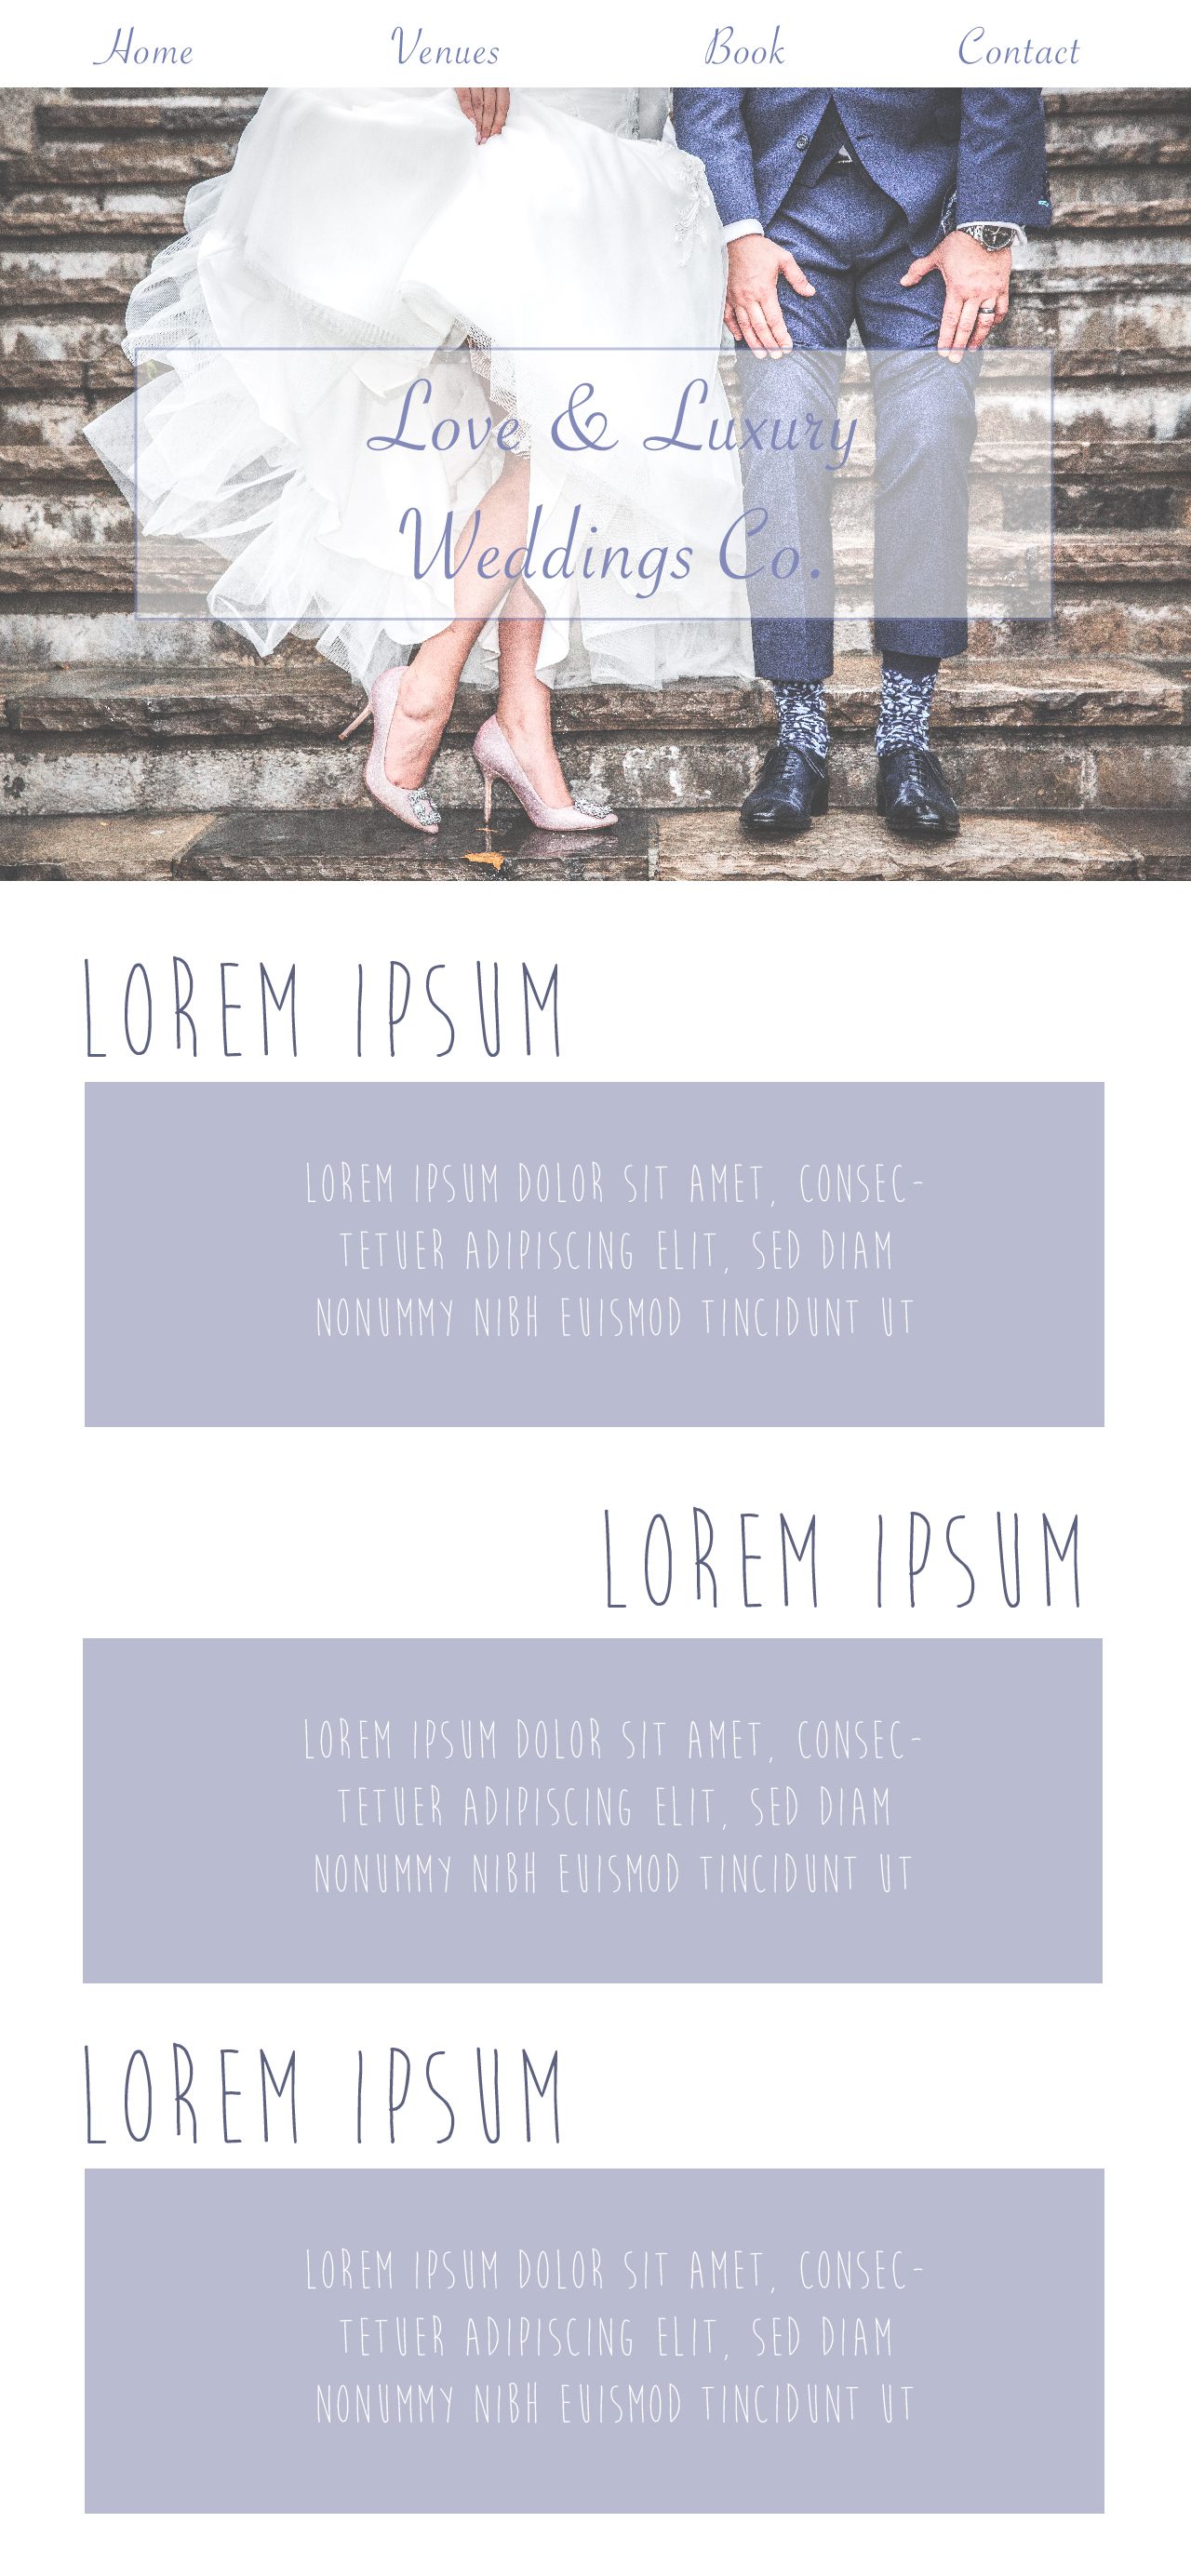 Home Venues Book Contact
Love & Luxury
Weddings Co.
LOREM IPSUM
LOREM IPSUM DOLOR SIT AMET, CONSEC-
TETUER ADIPISCING ELIT, SED DIAM
NONUMMY NIBH EUISMOD TINCIDUNT UT
LOREM IPSUM
LOREM IPSUM DOLOR SIT AMET, CONSEC-
TETUER ADIPISCING ELIT, SED DIAM
NONUMMY NIBH EUISMOD TINCIDUNT UT
LOREM IPSUM
LOREM IPSUM DOLOR SIT AMET, CONSEC-
TETUER ADIPISCING ELIT, SED DIAM
NONUMMY NIBH EUISMOD TINCIDUNT UT